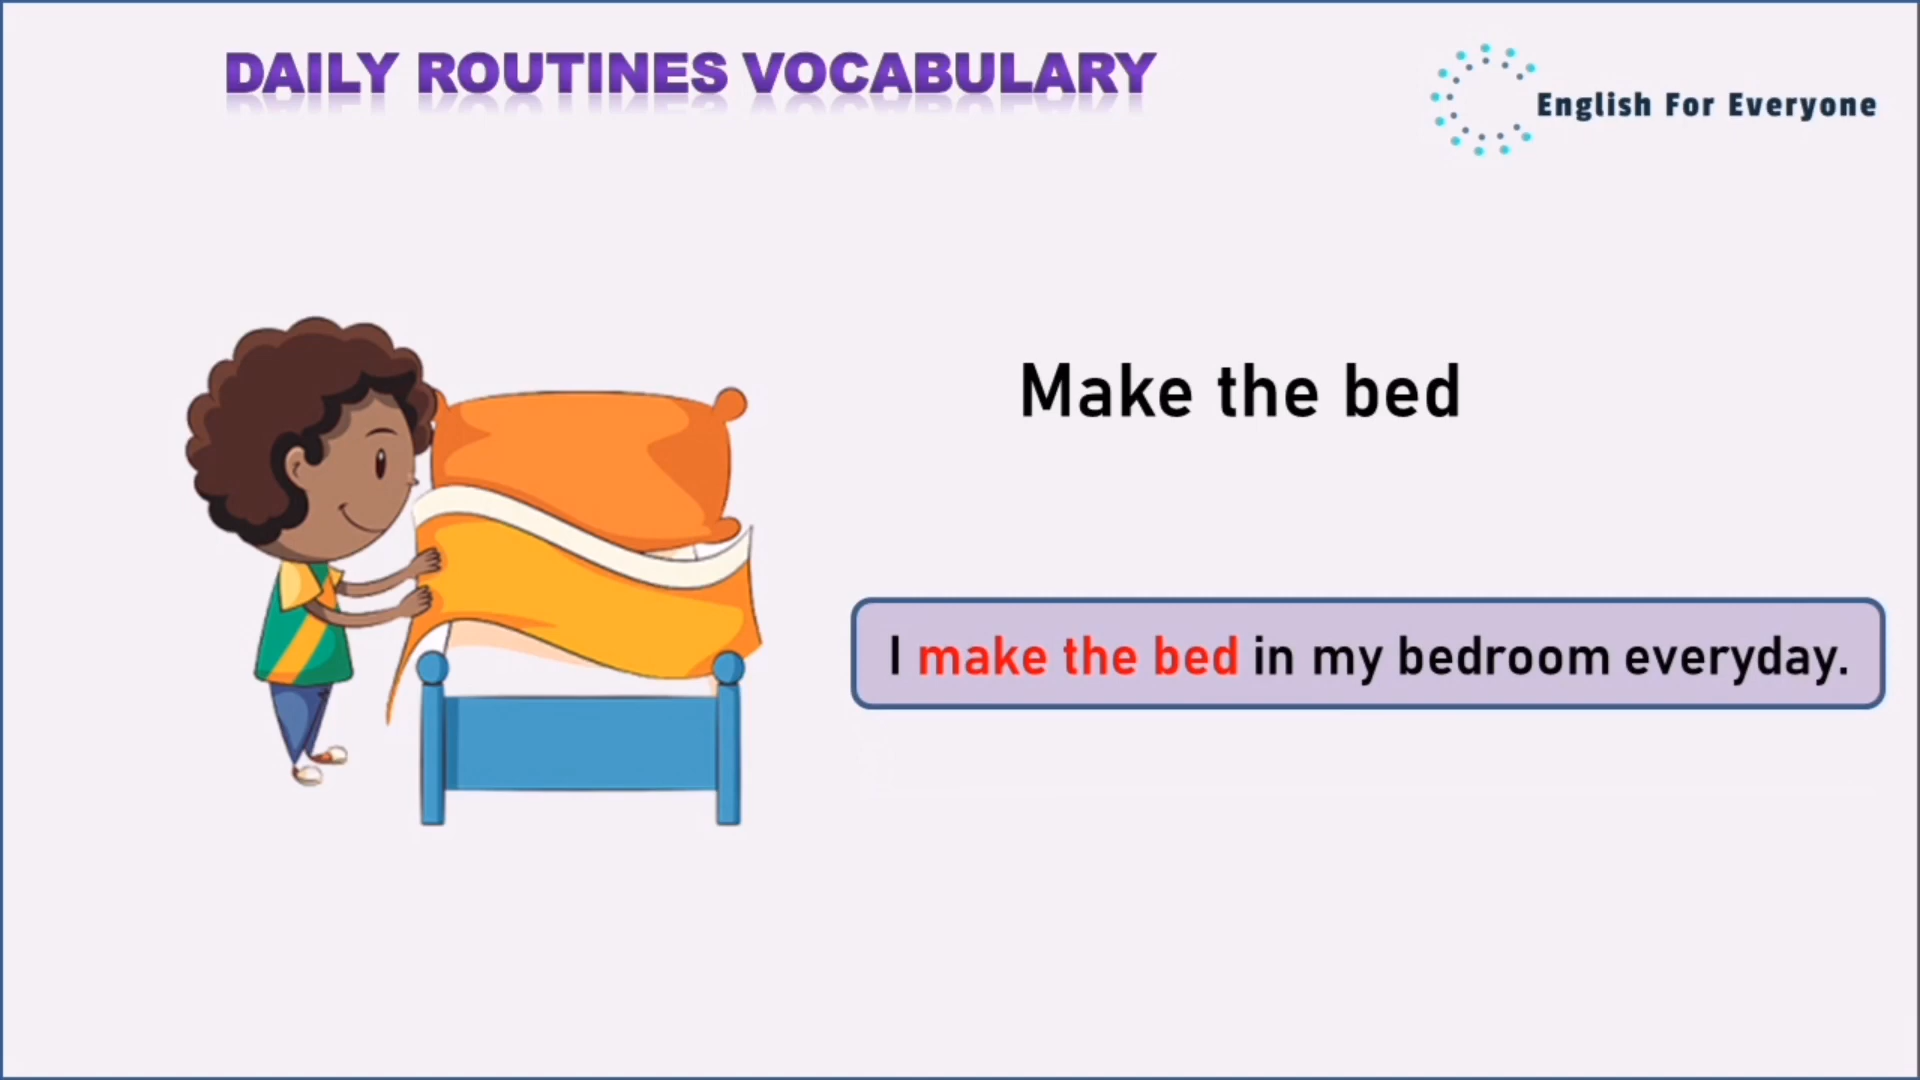 DAILY ROUTINES VOCABULARY
English For Everyone
Make the bed
I make the bed in my bedroom everyday.